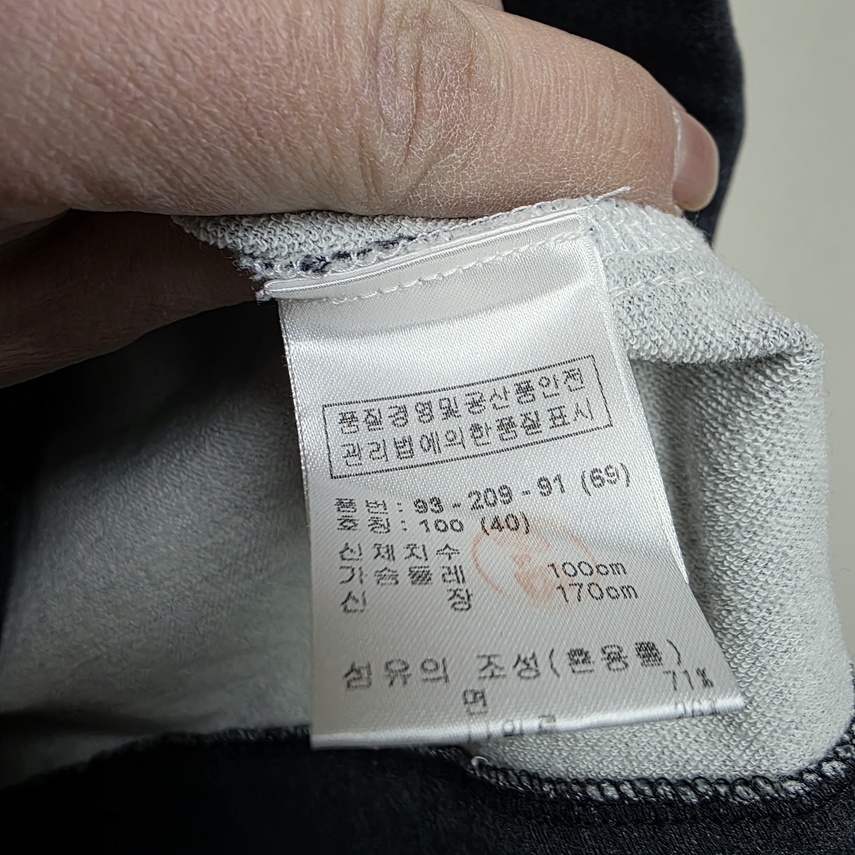 품질경영및공산품안전
관리법에의한품질표시
품 번 : 93 - 209 - 91 (69)
호 칭 : 100 (40)
신체치수
가슴둘레 100cm
신 장 170cm
섬유의 조성(혼용률)
면 71%